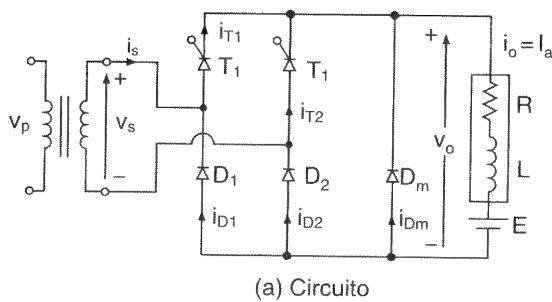 i_T1
i_o = I_a
i_s
+
T_1
T_1
+
R
+
v_p
v_s
i_T2
v_o
L
−
D_1
D_2
D_m
E
i_D1
i_D2
i_Dm
−
(a) Circuito